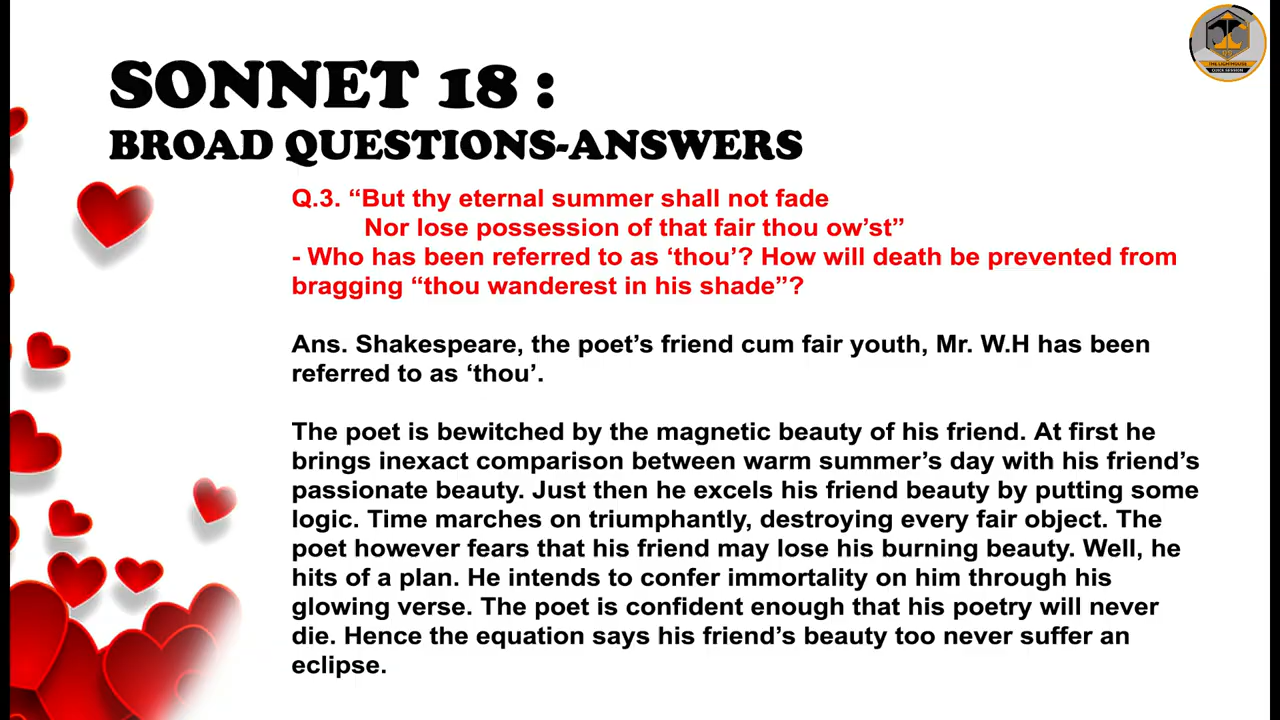 SONNET 18 :
BROAD QUESTIONS-ANSWERS
Q.3. “But thy eternal summer shall not fade
Nor lose possession of that fair thou ow’st”
- Who has been referred to as ‘thou’? How will death be prevented from
bragging “thou wanderest in his shade”?
Ans. Shakespeare, the poet’s friend cum fair youth, Mr. W.H has been
referred to as ‘thou’.
The poet is bewitched by the magnetic beauty of his friend. At first he
brings inexact comparison between warm summer’s day with his friend’s
passionate beauty. Just then he excels his friend beauty by putting some
logic. Time marches on triumphantly, destroying every fair object. The
poet however fears that his friend may lose his burning beauty. Well, he
hits of a plan. He intends to confer immortality on him through his
glowing verse. The poet is confident enough that his poetry will never
die. Hence the equation says his friend’s beauty too never suffer an
eclipse.
THE LIGHTHOUSE
QUICK SESSION